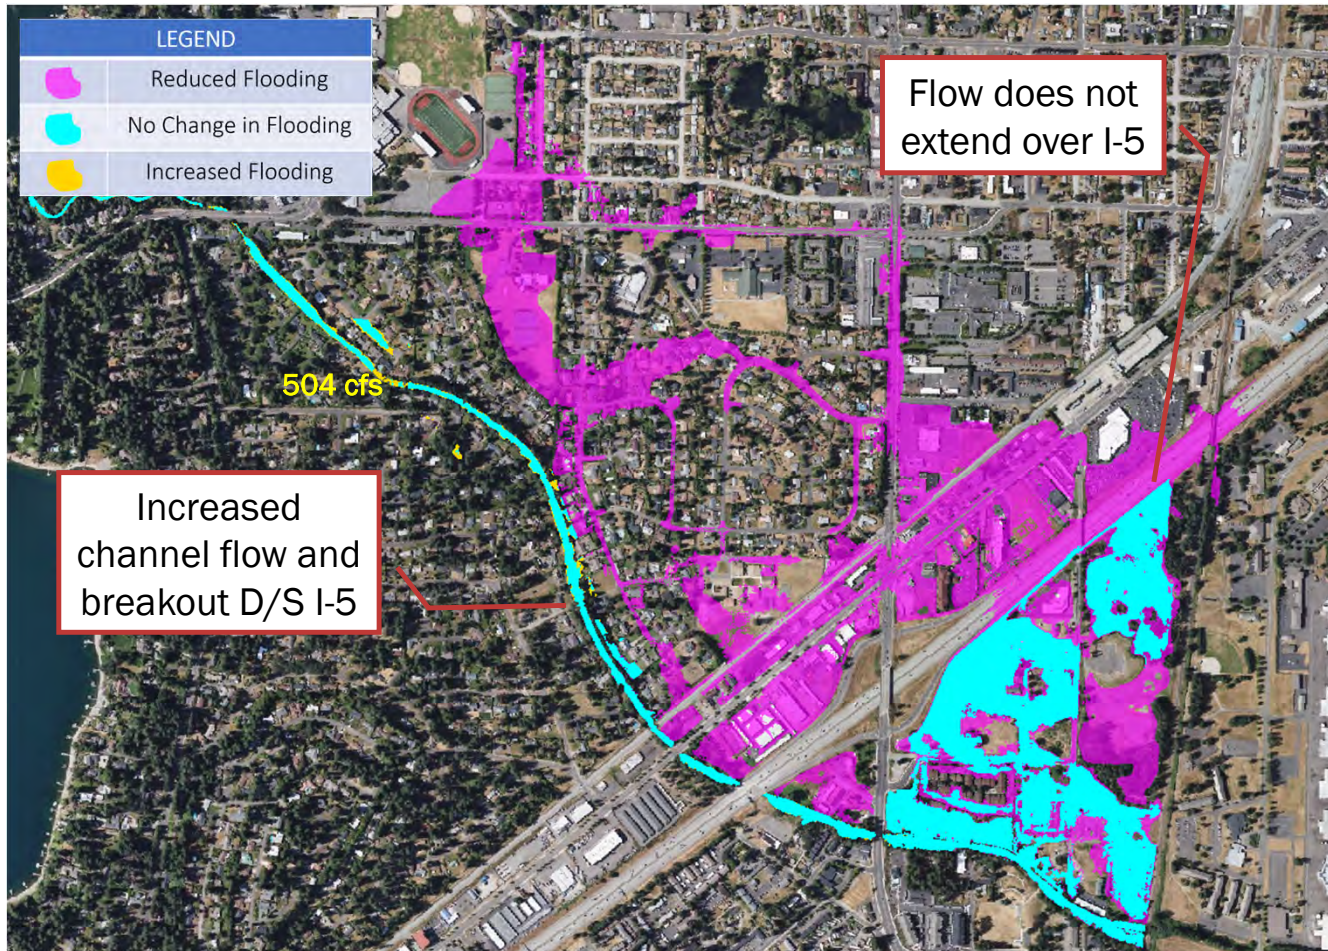 LEGEND
Reduced Flooding
No Change in Flooding
Increased Flooding
Flow does not
extend over I-5
504 cfs
Increased
channel flow and
breakout D/S I-5